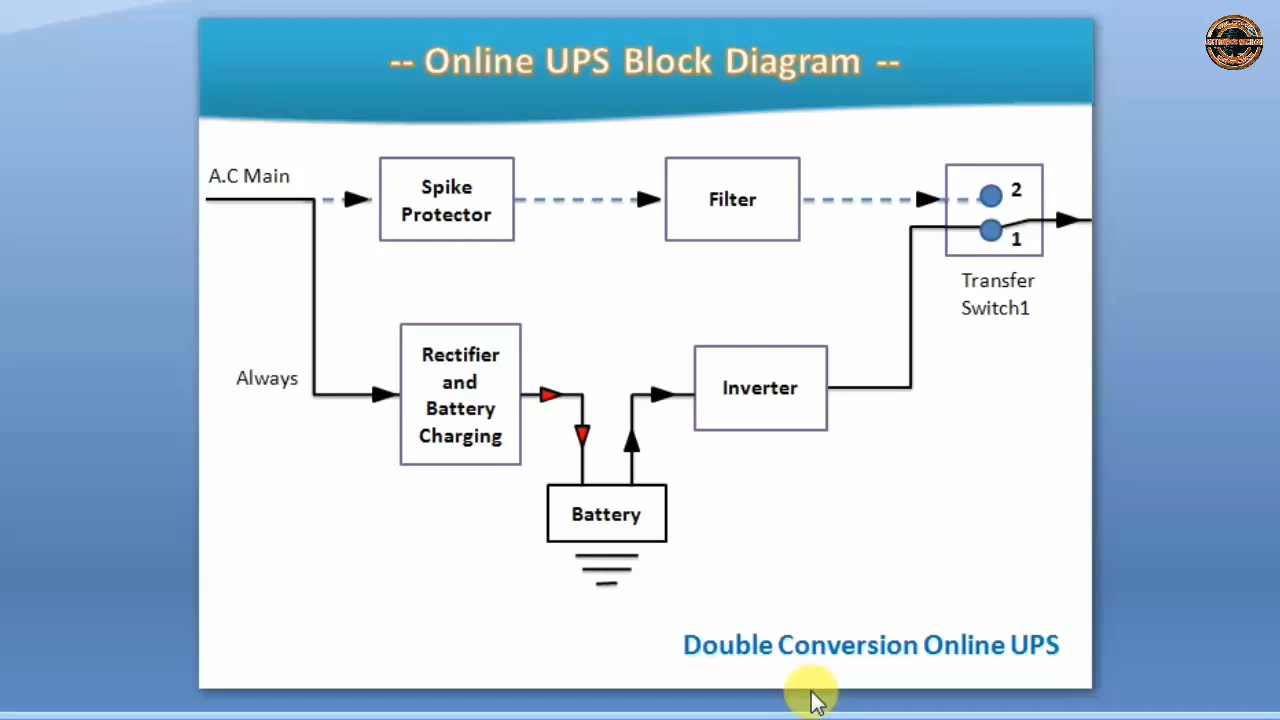 -- Online UPS Block Diagram --
A.C Main
Spike
Protector
Filter
2
1
Transfer
Switch1
Always
Rectifier
and
Battery
Charging
Inverter
Battery
Double Conversion Online UPS